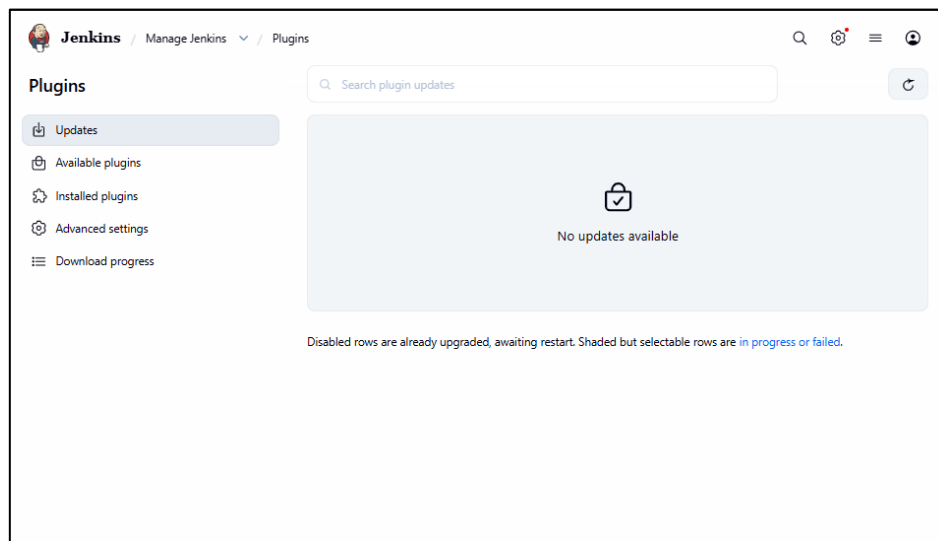 Jenkins / Manage Jenkins / Plugins
Plugins
Search plugin updates
Updates
Available plugins
Installed plugins
Advanced settings
Download progress
No updates available
Disabled rows are already upgraded, awaiting restart. Shaded but selectable rows are in progress or failed.